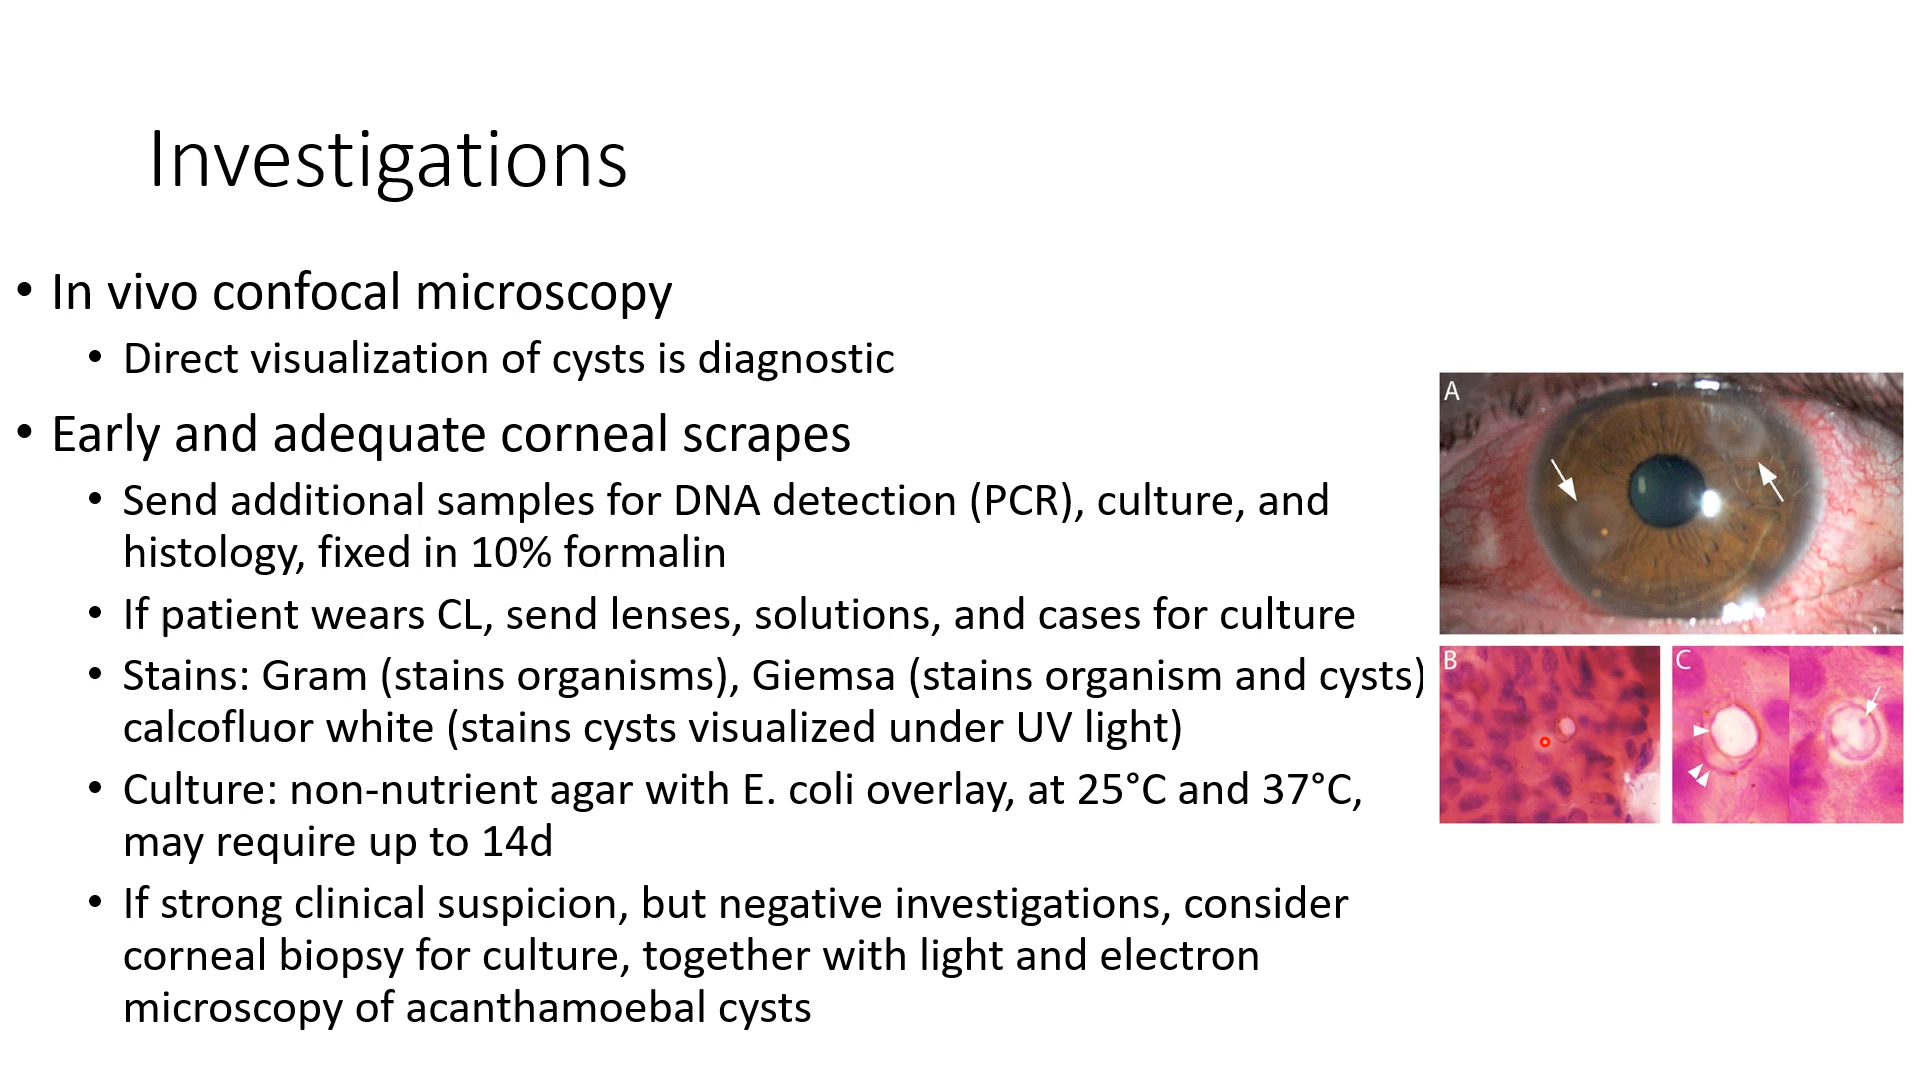 Investigations
• In vivo confocal microscopy
• Direct visualization of cysts is diagnostic
• Early and adequate corneal scrapes
• Send additional samples for DNA detection (PCR), culture, and
histology, fixed in 10% formalin
• If patient wears CL, send lenses, solutions, and cases for culture
• Stains: Gram (stains organisms), Giemsa (stains organism and cysts)
calcofluor white (stains cysts visualized under UV light)
• Culture: non-nutrient agar with E. coli overlay, at 25°C and 37°C,
may require up to 14d
• If strong clinical suspicion, but negative investigations, consider
corneal biopsy for culture, together with light and electron
microscopy of acanthamoebal cysts
A
B
C